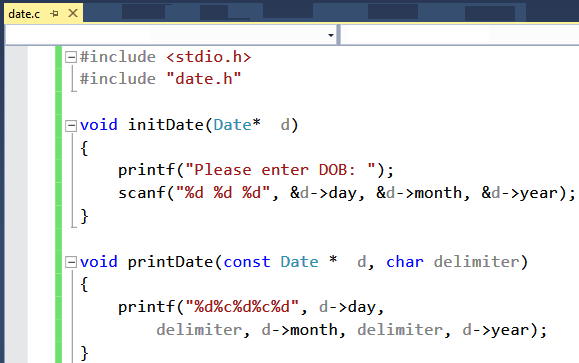 date.c
#include <stdio.h>
#include "date.h"
void initDate(Date*  d)
{
printf("Please enter DOB: ");
scanf("%d %d %d", &d->day, &d->month, &d->year);
}
void printDate(const Date *  d, char delimiter)
{
printf("%d%c%d%c%d", d->day,
delimiter, d->month, delimiter, d->year);
}